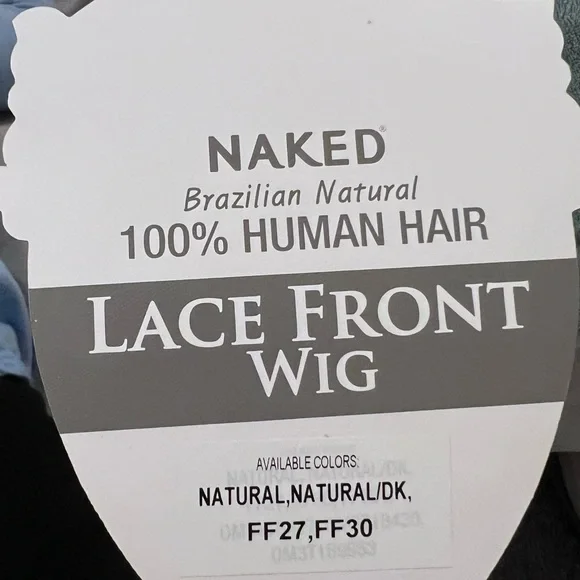 NAKED®
Brazilian Natural
100% HUMAN HAIR
LACE FRONT
WIG
AVAILABLE COLORS:
NATURAL,NATURAL/DK,
FF27,FF30